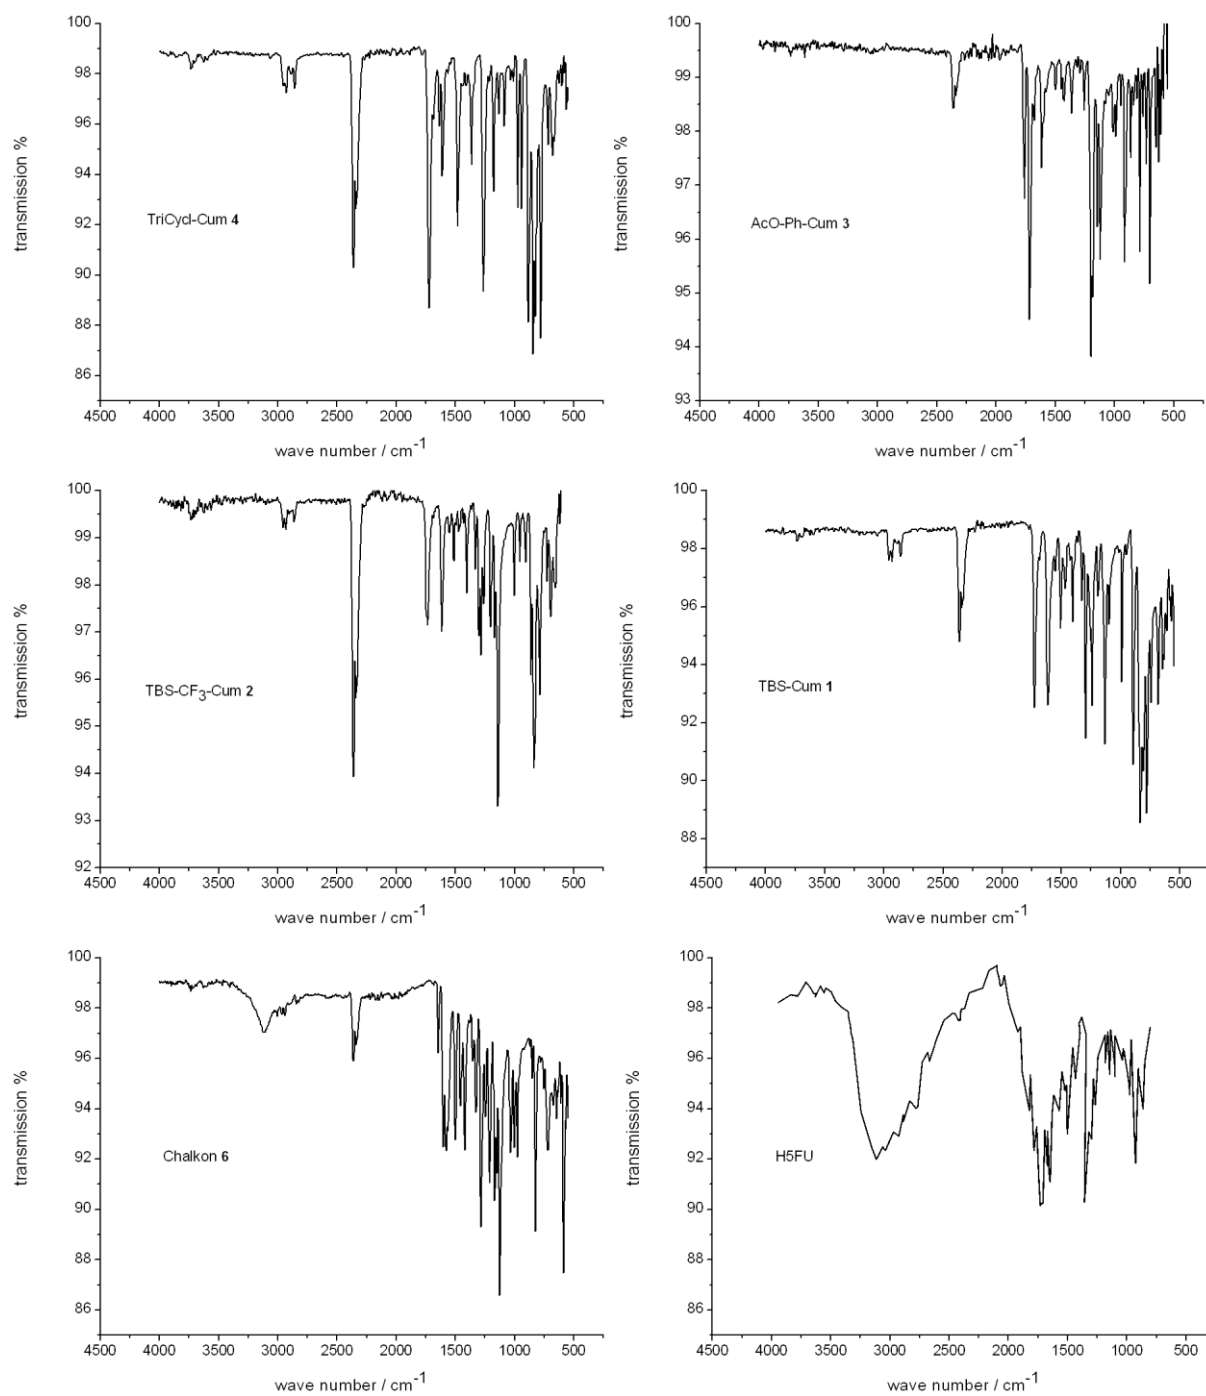 100
98
96
94
92
90
88
86
transmission %
TriCycl-Cum 4
4500 4000 3500 3000 2500 2000 1500 1000 500
wave number / cm-1
99
98
97
96
95
94
93
transmission %
AcO-Ph-Cum 3
4500 4000 3500 3000 2500 2000 1500 1000 500
wave number / cm-1
100
99
98
97
96
95
94
93
92
transmission %
TBS-CF3-Cum 2
4500 4000 3500 3000 2500 2000 1500 1000 500
wave number / cm-1
100
98
96
94
92
90
88
transmission %
TBS-Cum 1
4500 4000 3500 3000 2500 2000 1500 1000 500
wave number cm-1
100
98
96
94
92
90
88
86
transmission %
Chalkon 6
4500 4000 3500 3000 2500 2000 1500 1000 500
wave number / cm-1
100
98
96
94
92
90
88
86
transmission %
H5FU
4500 4000 3500 3000 2500 2000 1500 1000 500
wave number / cm-1